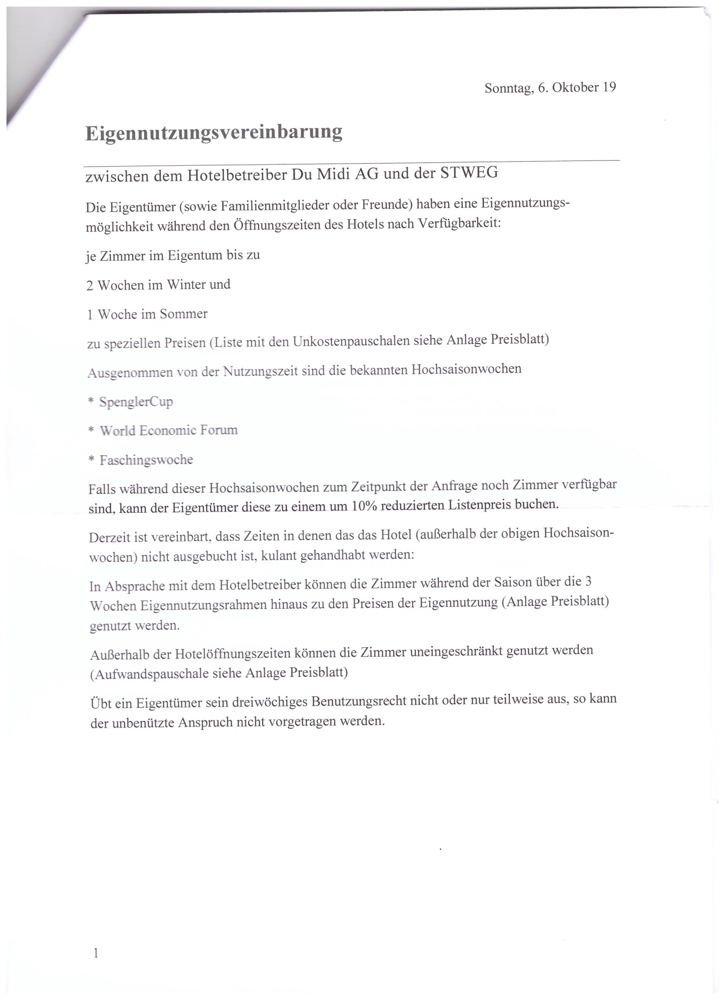 Sonntag, 6. Oktober 19
Eigennutzungsvereinbarung
zwischen dem Hotelbetreiber Du Midi AG und der STWEG
Die Eigentümer (sowie Familienmitglieder oder Freunde) haben eine Eigennutzungs-
möglichkeit während den Öffnungszeiten des Hotels nach Verfügbarkeit:
je Zimmer im Eigentum bis zu
2 Wochen im Winter und
1 Woche im Sommer
zu speziellen Preisen (Liste mit den Unkostenpauschalen siehe Anlage Preisblatt)
Ausgenommen von der Nutzungszeit sind die bekannten Hochsaisonwochen
* SpenglerCup
* World Economic Forum
* Faschingswoche
Falls während dieser Hochsaisonwochen zum Zeitpunkt der Anfrage noch Zimmer verfügbar
sind, kann der Eigentümer diese zu einem um 10% reduzierten Listenpreis buchen.
Derzeit ist vereinbart, dass Zeiten in denen das das Hotel (außerhalb der obigen Hochsaison-
wochen) nicht ausgebucht ist, kulant gehandhabt werden:
In Absprache mit dem Hotelbetreiber können die Zimmer während der Saison über die 3
Wochen Eigennutzungsrahmen hinaus zu den Preisen der Eigennutzung (Anlage Preisblatt)
genutzt werden.
Außerhalb der Hotelöffnungszeiten können die Zimmer uneingeschränkt genutzt werden
(Aufwandspauschale siehe Anlage Preisblatt)
Übt ein Eigentümer sein dreiwöchiges Benutzungsrecht nicht oder nur teilweise aus, so kann
der unbenützte Anspruch nicht vorgetragen werden.
1